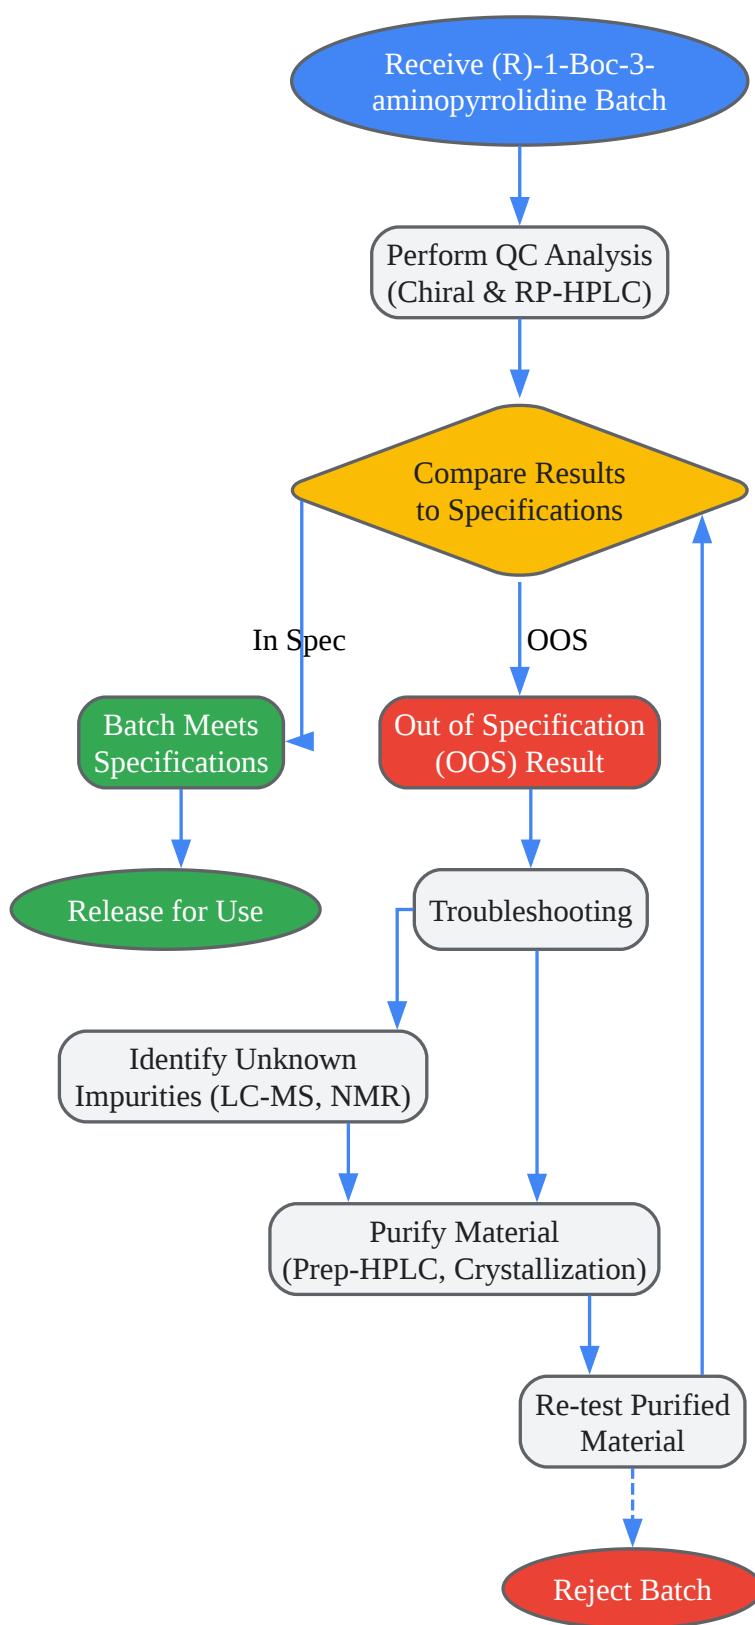 Receive (R)-1-Boc-3-
aminopyrrolidine Batch
Perform QC Analysis
(Chiral & RP-HPLC)
Compare Results
to Specifications
In Spec
OOS
Batch Meets
Specifications
Out of Specification
(OOS) Result
Release for Use
Troubleshooting
Identify Unknown
Impurities (LC-MS, NMR)
Purify Material
(Prep-HPLC, Crystallization)
Re-test Purified
Material
Reject Batch